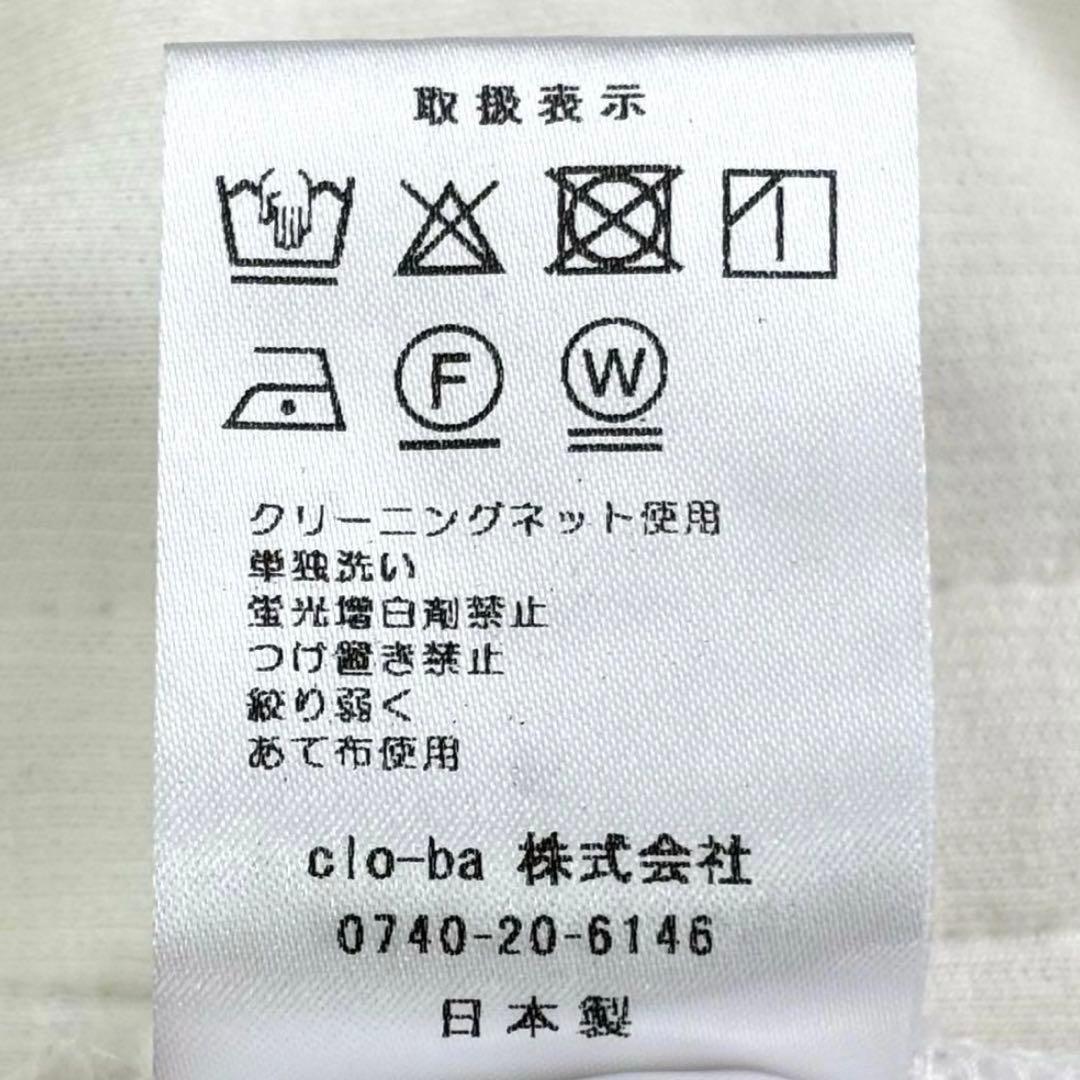 取扱表示
F W
クリーニングネット使用
単独洗い
蛍光増白剤禁止
つけ置き禁止
絞り弱く
あて布使用
clo-ba 株式会社
0740-20-6146
日本製